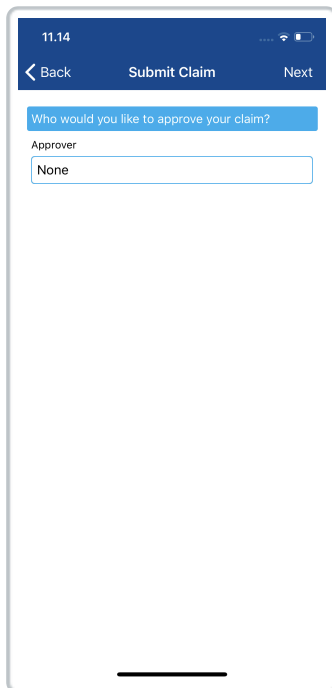 11.14
Back Submit Claim Next
Who would you like to approve your claim?
Approver
None